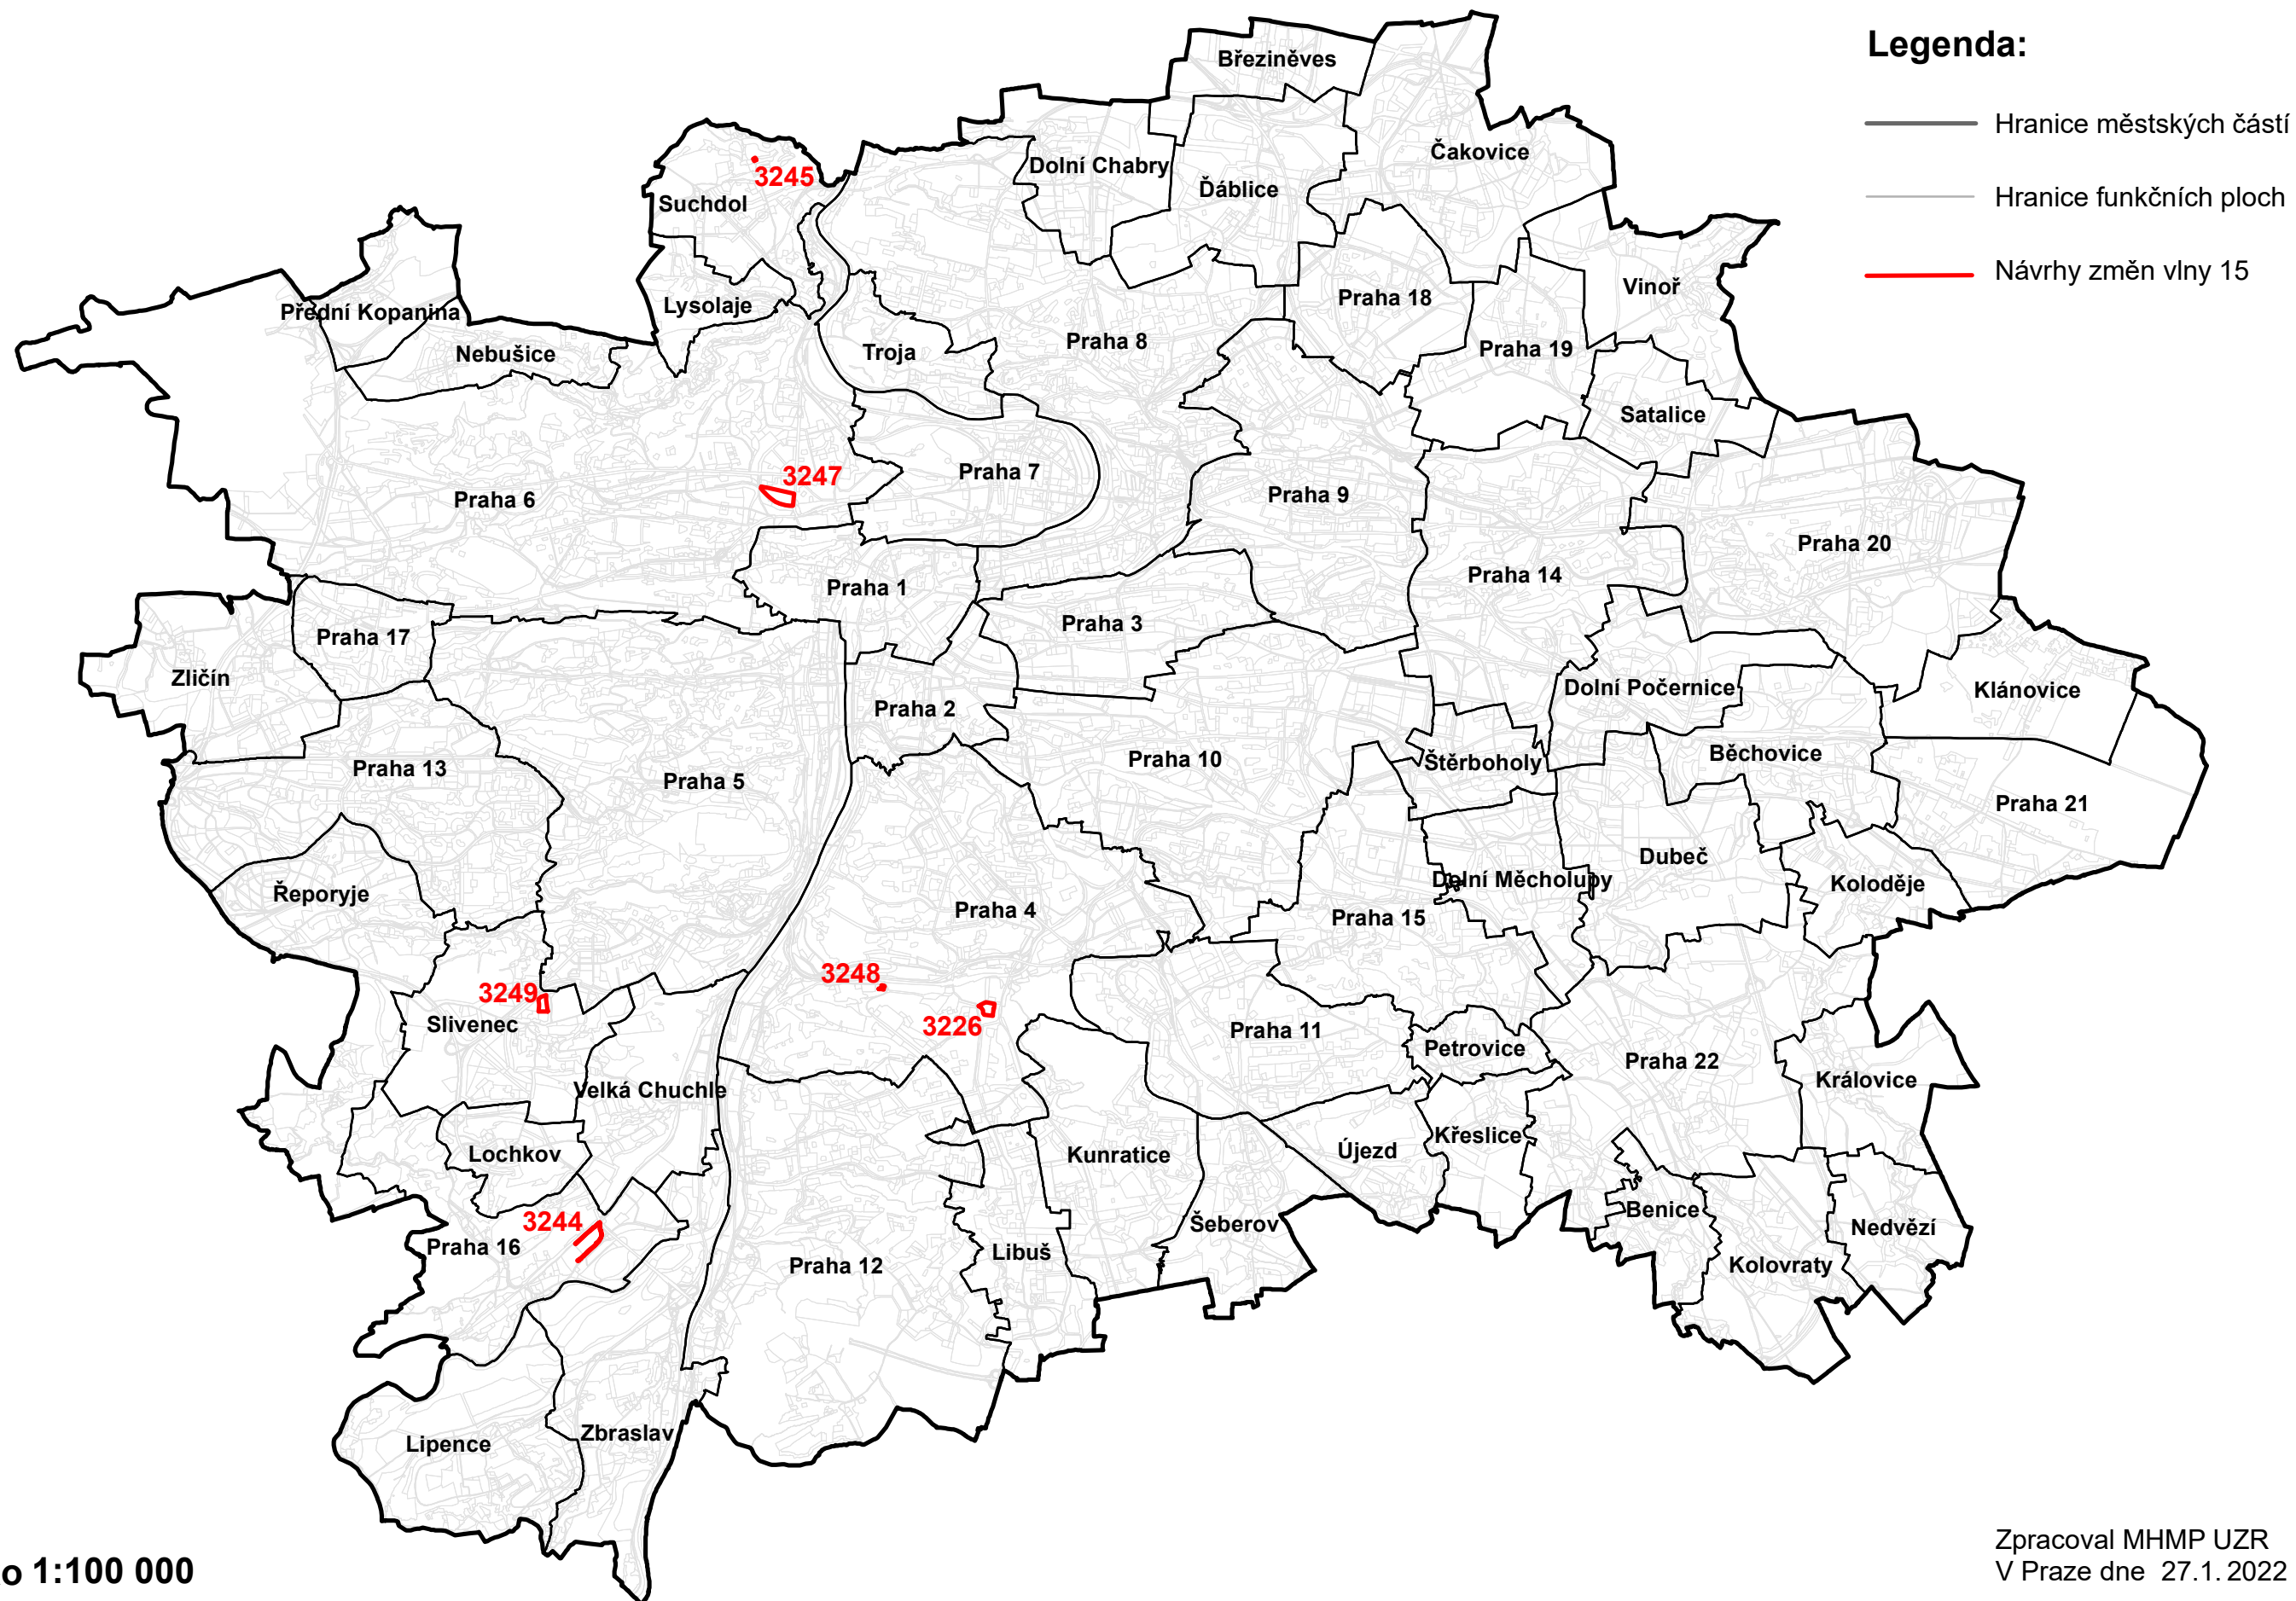 Legenda:
Hranice městských částí
Hranice funkčních ploch
Návrhy změn vlny 15
Březiněves
Čakovice
Dolní Chabry
Ďáblice
3245
Suchdol
Vinoř
Praha 18
Přední Kopanina
Lysolaje
Praha 8
Praha 19
Troja
Nebušice
Satalice
3247
Praha 7
Praha 6
Praha 9
Praha 20
Praha 14
Praha 1
Praha 3
Praha 17
Zličín
Dolní Počernice
Klánovice
Praha 2
Běchovice
Praha 10
Štěrboholy
Praha 13
Praha 5
Praha 21
Dubeč
Dolní Měcholupy
Koloděje
Řeporyje
Praha 4
Praha 15
3248
3249
Slivenec
3226
Praha 11
Petrovice
Praha 22
Královice
Velká Chuchle
Křeslice
Újezd
Lochkov
Kunratice
Benice
3244
Šeberov
Nedvězí
Praha 16
Libuš
Praha 12
Kolovraty
Zbraslav
Lipence
o 1:100 000
Zpracoval MHMP UZR
V Praze dne 27.1. 2022